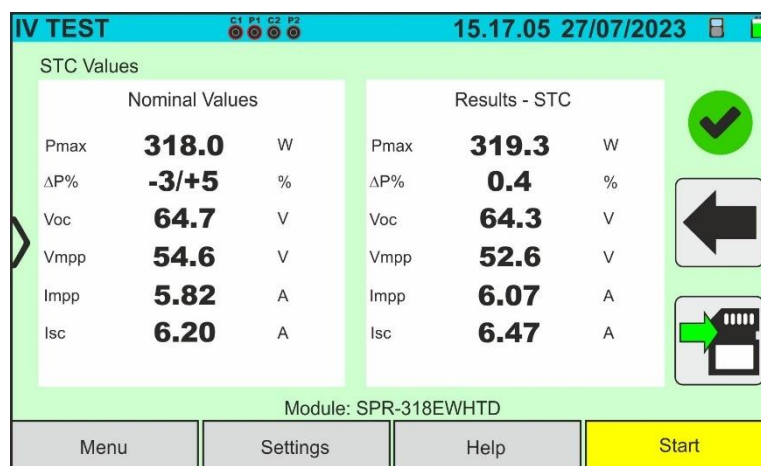 IV TEST C1 P1 C2 P2 15.17.05 27/07/2023
STC Values
Nominal Values
Pmax 318.0 W
ΔP% -3/+5 %
Voc 64.7 V
Vmpp 54.6 V
Impp 5.82 A
Isc 6.20 A
Results - STC
Pmax 319.3 W
ΔP% 0.4 %
Voc 64.3 V
Vmpp 52.6 V
Impp 6.07 A
Isc 6.47 A
Module: SPR-318EWHTD
Menu Settings Help Start